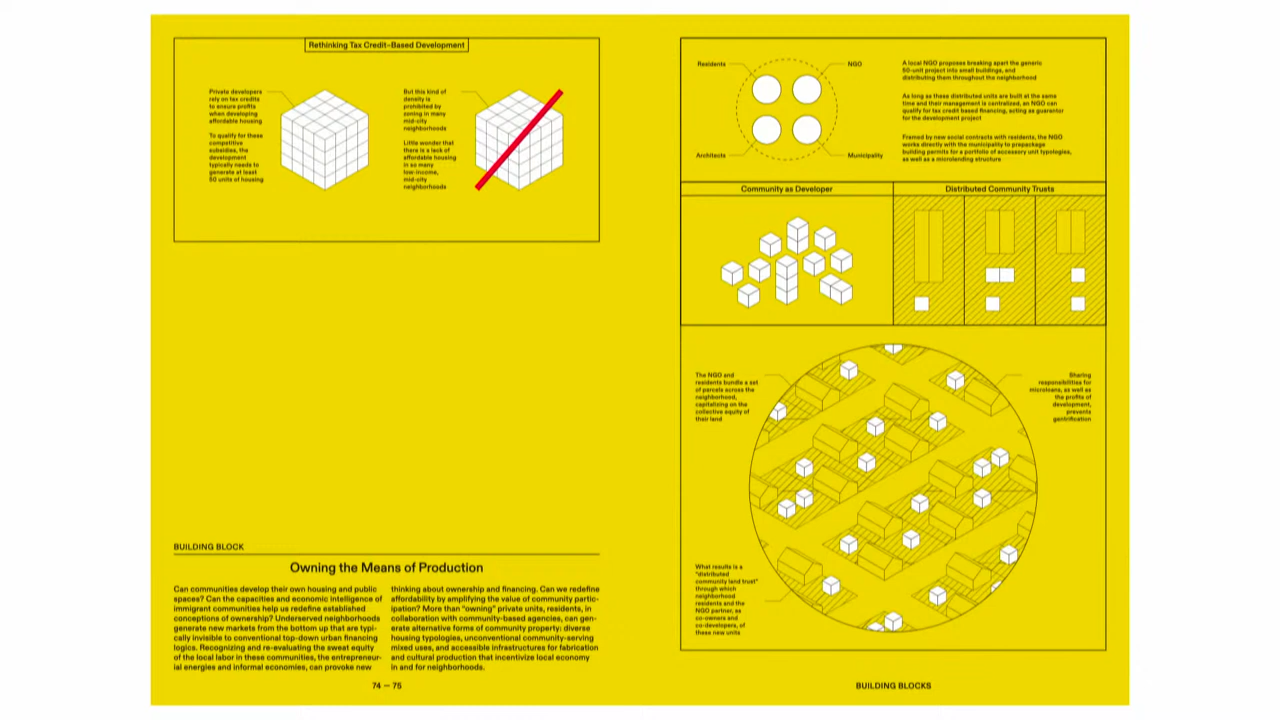 Rethinking Tax Credit–Based Development
Private developers
rely on tax credits
to ensure profits
when developing
affordable housing
To qualify for these
competitive
subsidies, the
development
typically needs to
generate at least
50 units of housing
But this kind of
density is
prohibited by
zoning in many
mid-city
neighborhoods
Little wonder that
there is a lack of
affordable housing
in so many
low-income,
mid-city
neighborhoods
BUILDING BLOCK
Owning the Means of Production
Can communities develop their own housing and public
spaces? Can the capacities and economic intelligence of
immigrant communities help us redefine established
conceptions of ownership? Underserved neighborhoods
generate new markets from the bottom up that are typi-
cally invisible to conventional top-down urban financing
logics. Recognizing and re-evaluating the sweat equity
of the local labor in these communities, the entrepreneur-
ial energies and informal economies, can provoke new
thinking about ownership and financing. Can we redefine
affordability by amplifying the value of community partic-
ipation? More than “owning” private units, residents, in
collaboration with community-based agencies, can gen-
erate alternative forms of community property: diverse
housing typologies, unconventional community-serving
mixed uses, and accessible infrastructures for fabrication
and cultural production that incentivize local economy
in and for neighborhoods.
74 — 75
Residents
NGO
Architects
Municipality
A local NGO proposes breaking apart the generic
50-unit project into small buildings, and
distributing them throughout the neighborhood
As long as these distributed units are built at the same
time and their management is centralized, an NGO can
qualify for tax credit based financing, acting as guarantor
for the development project
Framed by new social contracts with residents, the NGO
works directly with the municipality to prepackage
building permits for a portfolio of accessory unit typologies,
as well as a microlending structure
Community as Developer
Distributed Community Trusts
The NGO and
residents bundle a set
of parcels across the
neighborhood,
capitalizing on the
collective equity of
their land
Sharing
responsibilities for
microloans, as well as
the profits of
development,
prevents
gentrification
What results is a
“distributed
community land trust”
through which
neighborhood
residents and the
NGO partner, as
co-owners and
co-developers, of
these new units
BUILDING BLOCKS